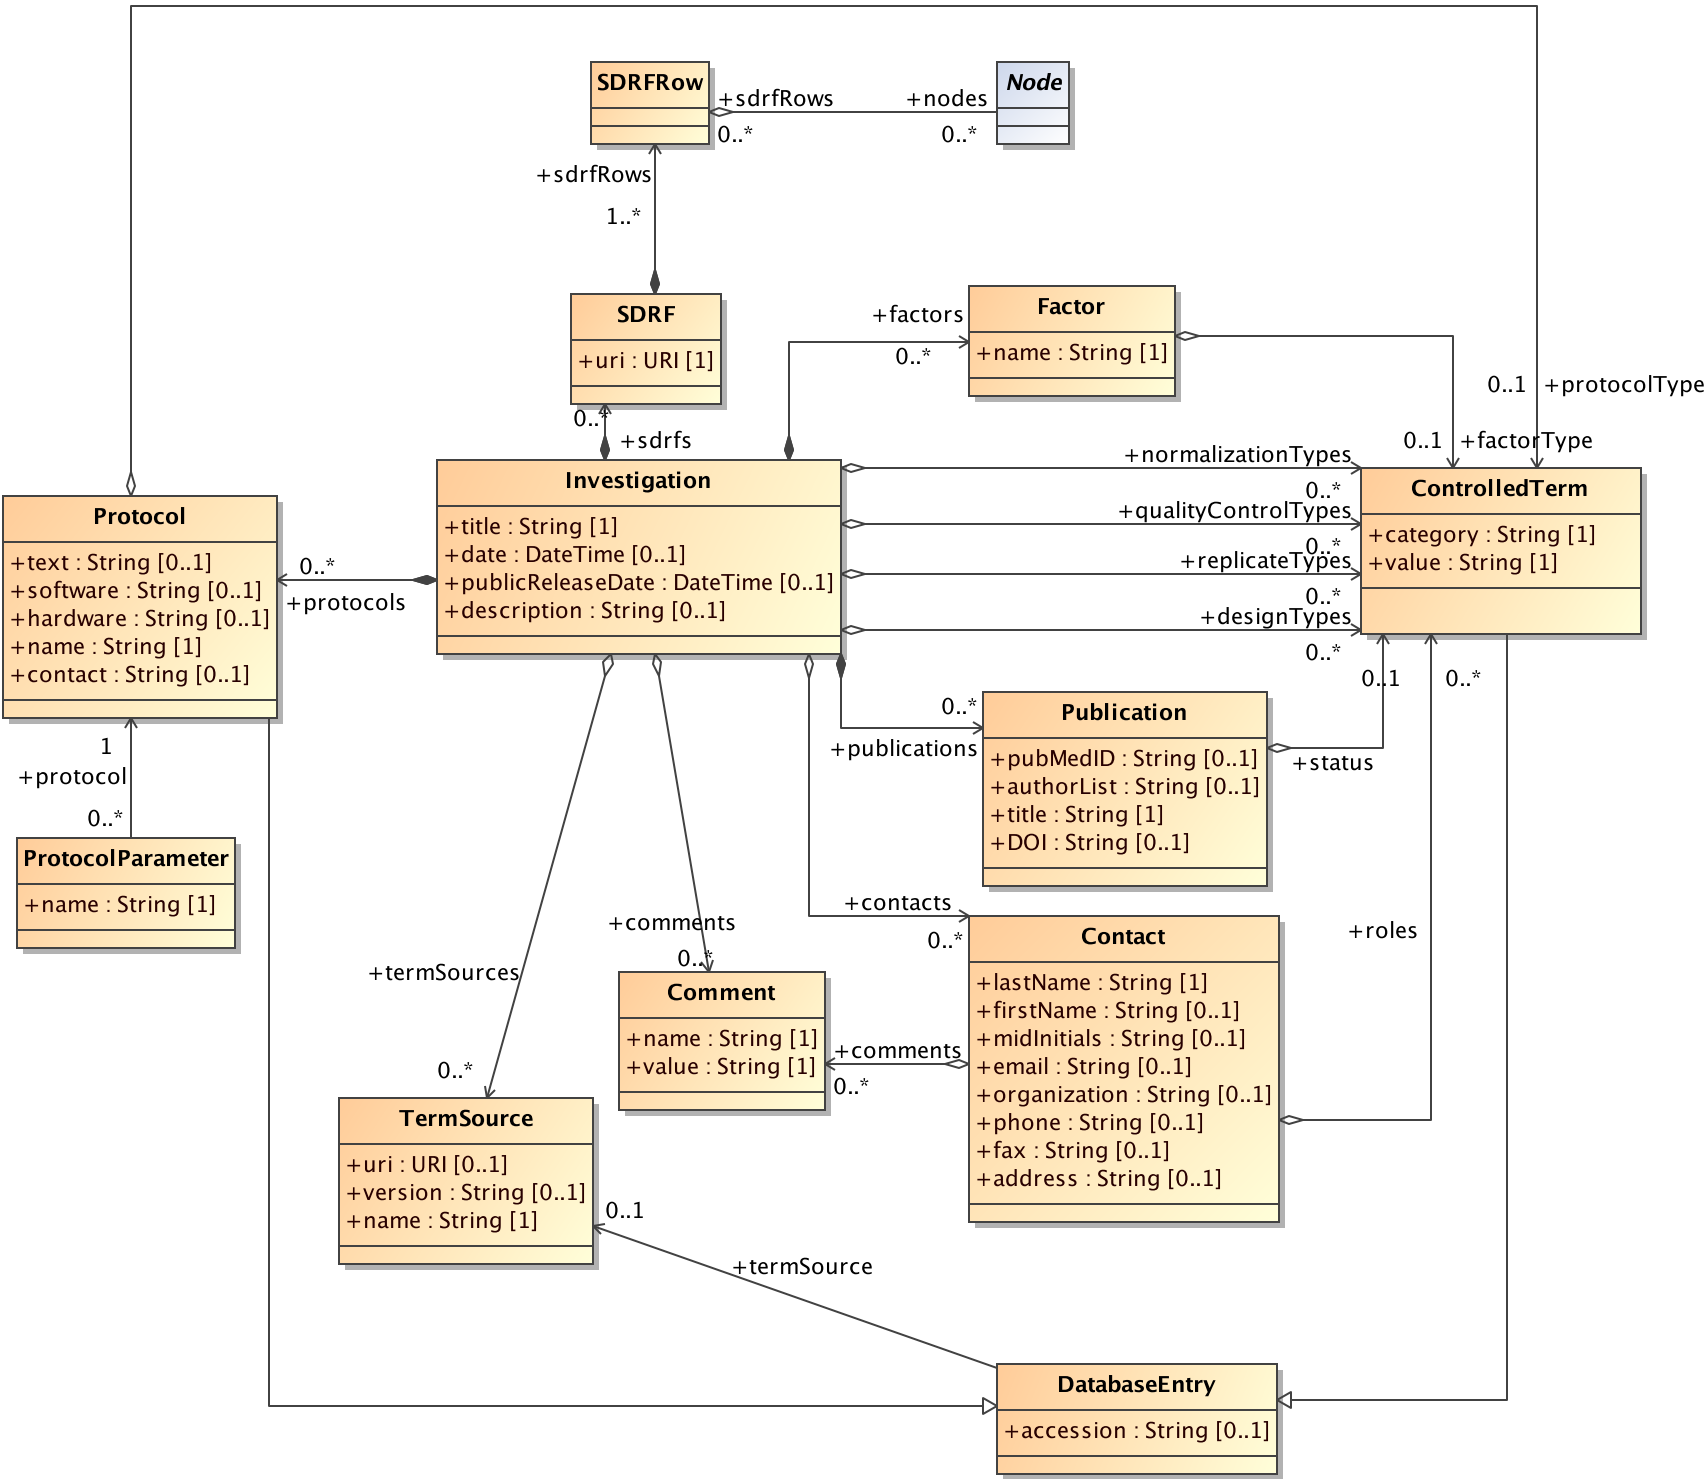 SDRFRow
+sdrfRows
0..*
+nodes
0..*
Node
+sdrfRows
1..*
SDRF
+uri : URI [1]
0..*
+sdrfs
+factors
0..*
Factor
+name : String [1]
0..1
+protocolType
0..1
+factorType
Investigation
+title : String [1]
+date : DateTime [0..1]
+publicReleaseDate : DateTime [0..1]
+description : String [0..1]
+normalizationTypes
0..*
+qualityControlTypes
0..*
+replicateTypes
0..*
+designTypes
0..*
ControlledTerm
+category : String [1]
+value : String [1]
Protocol
+text : String [0..1]
+software : String [0..1]
+hardware : String [0..1]
+name : String [1]
+contact : String [0..1]
0..*
+protocols
1
+protocol
0..*
ProtocolParameter
+name : String [1]
0..*
+publications
Publication
+pubMedID : String [0..1]
+authorList : String [0..1]
+title : String [1]
+DOI : String [0..1]
+status
0..1
0..*
+roles
+contacts
0..*
Contact
+lastName : String [1]
+firstName : String [0..1]
+midInitials : String [0..1]
+email : String [0..1]
+organization : String [0..1]
+phone : String [0..1]
+fax : String [0..1]
+address : String [0..1]
+comments
0..*
Comment
+name : String [1]
+value : String [1]
+comments
0..*
+termSources
0..*
TermSource
+uri : URI [0..1]
+version : String [0..1]
+name : String [1]
0..1
+termSource
DatabaseEntry
+accession : String [0..1]